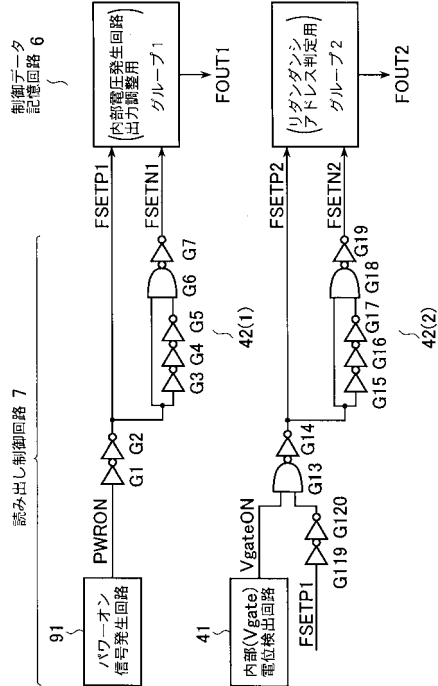 読み出し制御回路 7
制御データ
記憶回路 6
91
パワーオン
信号発生回路
PWRON
G1
G2
FSETP1
G3
G4
G5
G6
G7
FSETN1
42(1)
(内部電圧発生回路
出力調整用)
グループ1
FOUT1
41
内部(Vgate)
電位検出回路
VgateON
FSETP1
G119
G120
G13
G14
FSETP2
G15
G16
G17
G18
G19
FSETN2
42(2)
(リダンダンシ
アドレス判定用)
グループ2
FOUT2